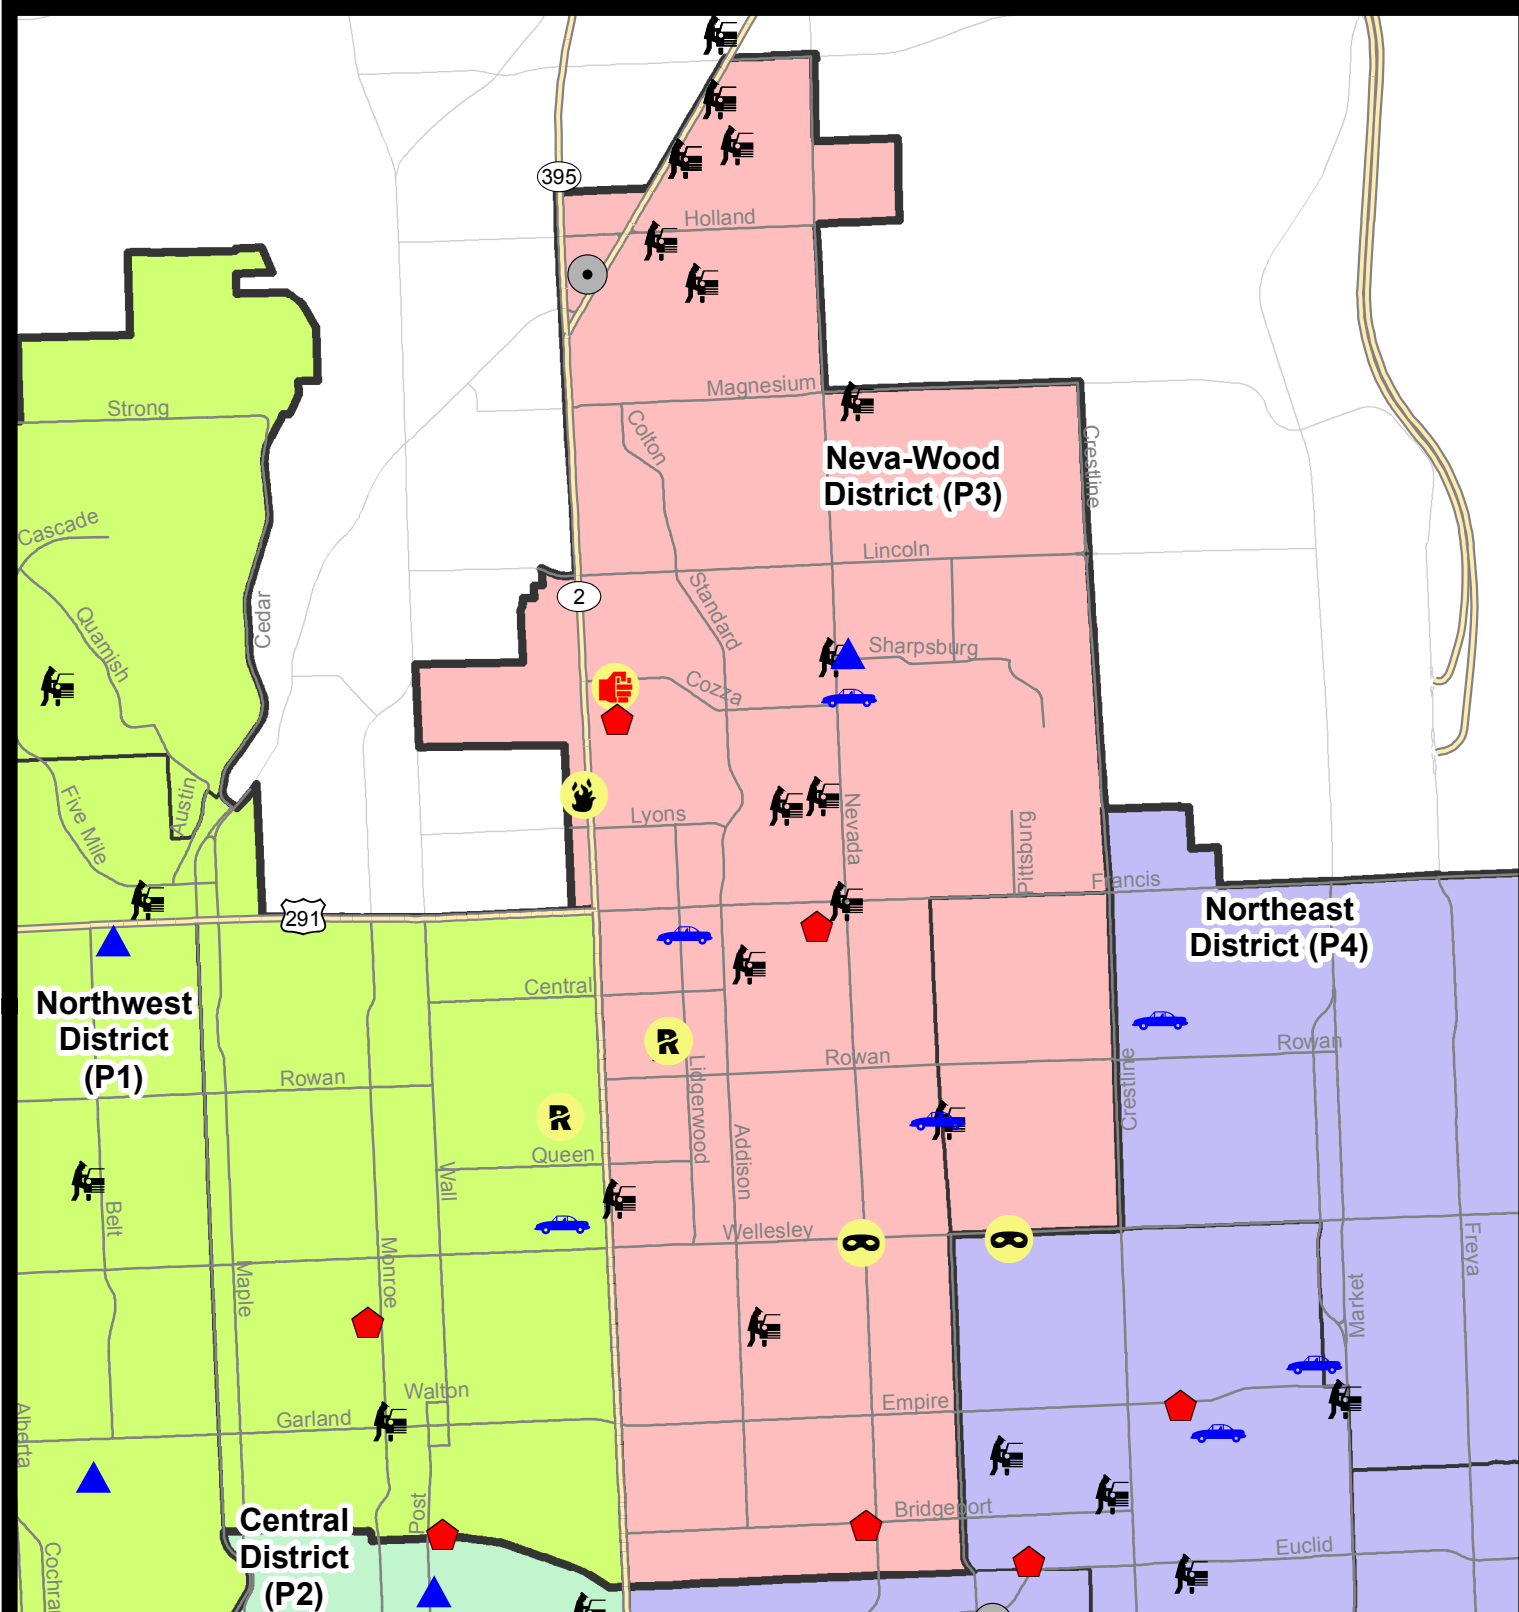 395
Holland
Magnesium
Strong
Colton
Crestline
Neva-Wood
District (P3)
Cascade
Lincoln
2
Standard
Cedar
Quamish
Sharpsburg
Cozza
Five Mile
Austin
Lyons
Nevada
Pittsburg
Francis
291
Northeast
District (P4)
Central
Northwest
District
(P1)
Rowan
Rowan
Rowan
Lidgerwood
Crestline
Addison
Queen
Wall
Belt
Wellesley
Freya
Monroe
Maple
Market
Walton
Empire
Garland
Alberta
Post
Bridgeport
Central
District
(P2)
Euclid